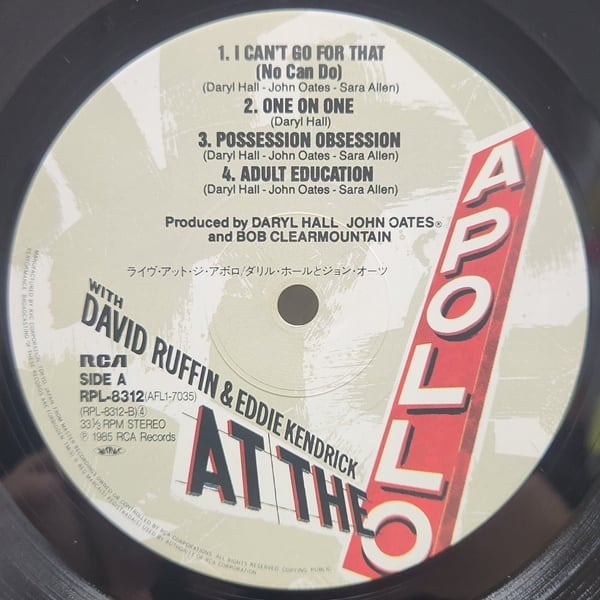 1. I CAN'T GO FOR THAT
(No Can Do)
(Daryl Hall - John Oates - Sara Allen)
2. ONE ON ONE
(Daryl Hall)
3. POSSESSION OBSESSION
(Daryl Hall - John Oates - Sara Allen)
4. ADULT EDUCATION
(Daryl Hall - John Oates - Sara Allen)
Produced by DARYL HALL JOHN OATES®
and BOB CLEARMOUNTAIN
ライヴ・アット・ジ・アポロ/ダリル・ホールとジョン・オーツ
WITH
DAVID RUFFIN & EDDIE KENDRICK
AT THE
APOLLO
RCA
SIDE A
RPL-8312 (AFL1-7035)
(RPL-8312-B)④
33⅓ RPM STEREO
℗ 1985 RCA Records